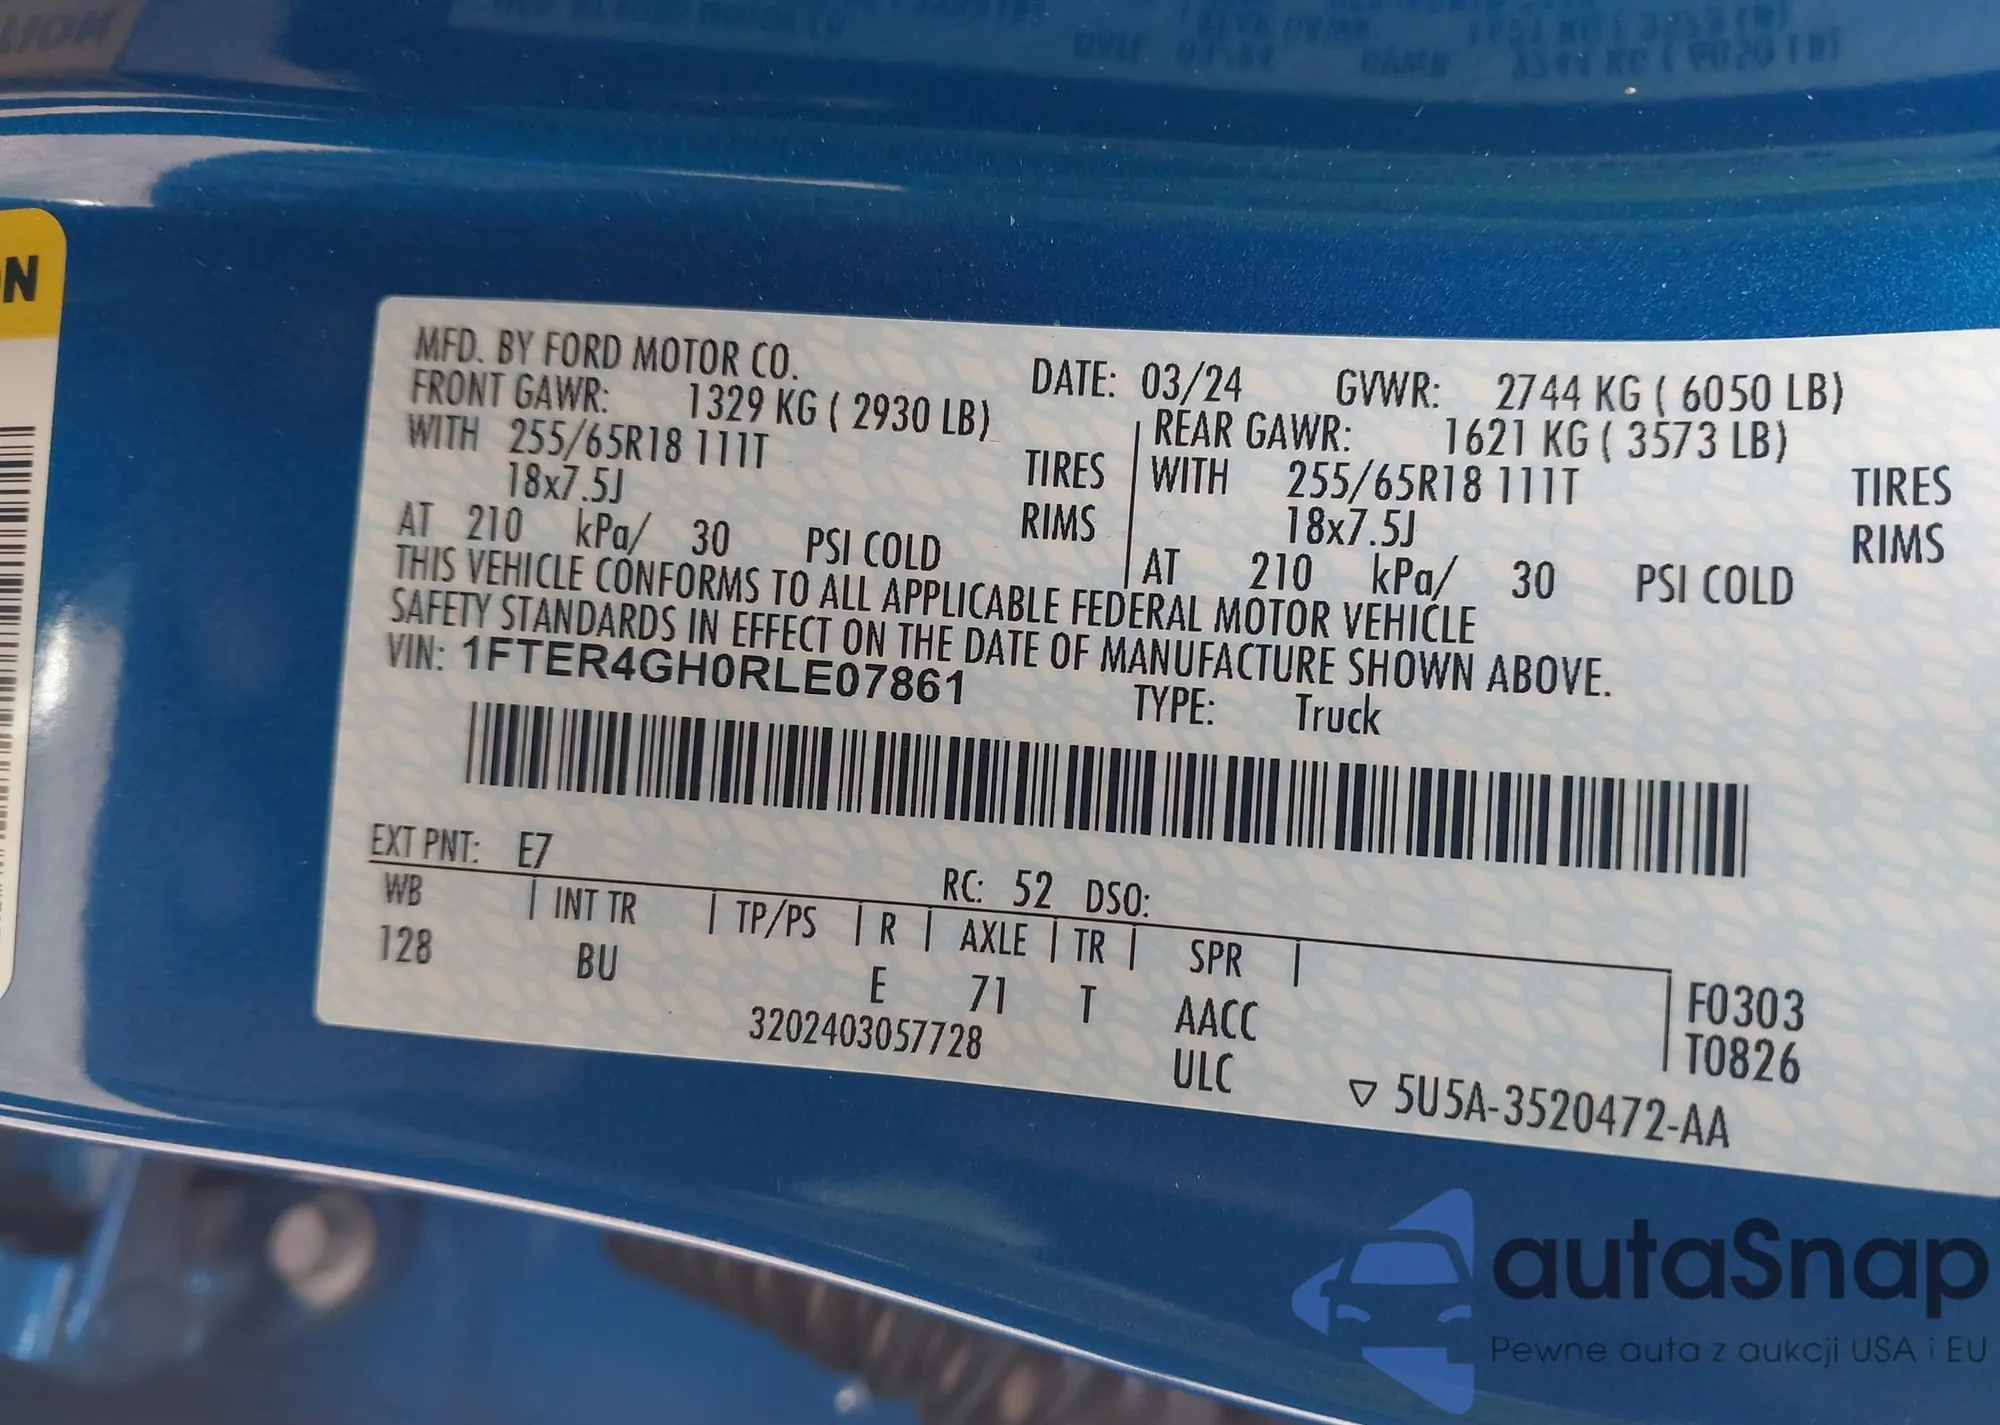 N
MFD. BY FORD MOTOR CO.
DATE: 03/24 GVWR: 2744 KG ( 6050 LB)
FRONT GAWR: 1329 KG ( 2930 LB)
REAR GAWR: 1621 KG ( 3573 LB)
WITH 255/65R18 111T TIRES
WITH 255/65R18 111T TIRES
18x7.5J RIMS
18x7.5J RIMS
AT 210 kPa/ 30 PSI COLD
AT 210 kPa/ 30 PSI COLD
THIS VEHICLE CONFORMS TO ALL APPLICABLE FEDERAL MOTOR VEHICLE
SAFETY STANDARDS IN EFFECT ON THE DATE OF MANUFACTURE SHOWN ABOVE.
VIN: 1FTER4GH0RLE07861
TYPE: Truck
EXT PNT: E7 RC: 52 DSO:
WB | INT TR | TP/PS | R | AXLE | TR | SPR |
128 BU E 71 T AACC
F0303
T0826
3202403057728 ULC
▽ 5U5A-3520472-AA
autaSnap
Pewne auta z aukcji USA i EU